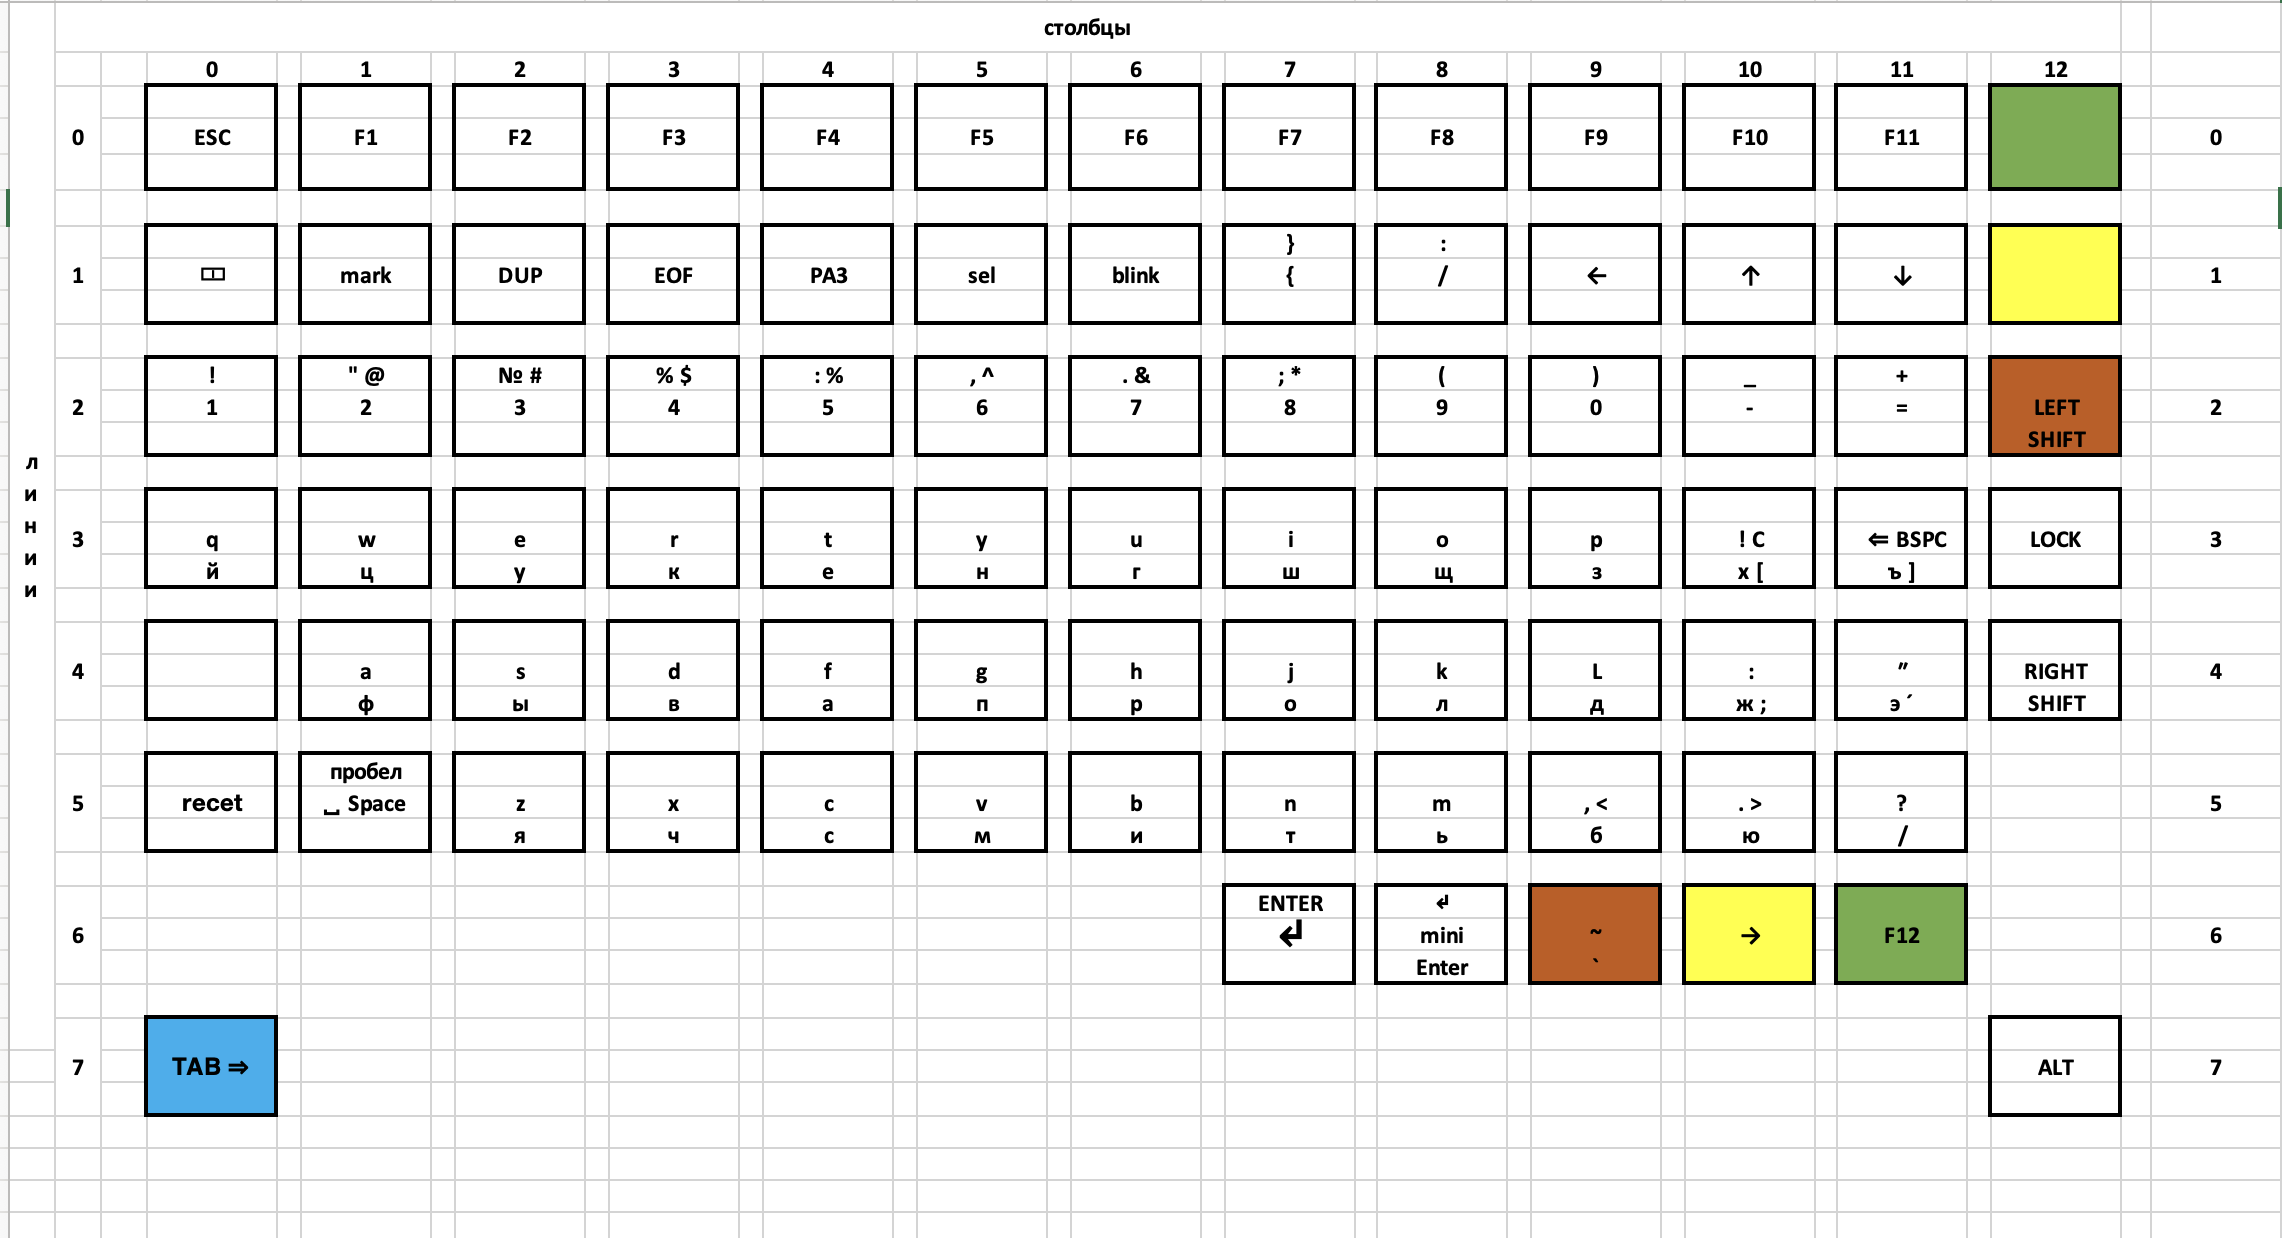 столбцы
0 1 2 3 4 5 6 7 8 9 10 11 12
0 ESC F1 F2 F3 F4 F5 F6 F7 F8 F9 F10 F11 0
} :
1 mark DUP EOF РАЗ sel blink { / ← ↑ ↓ 1
! " @ № # % $ : % , ^ . & ; * ( ) _ +
2 1 2 3 4 5 6 7 8 9 0 - = LEFT 2
SHIFT
линии
3 q w e r t y u i o p ! C ⇐ BSPC LOCK 3
й ц у к е н г ш щ з х [ ъ ]
4 a s d f g h j k L : ″ RIGHT 4
ф ы в а п р о л д ж ; э ´ SHIFT
пробел
5 recet ⎵ Space z x c v b n m , < . > ? 5
я ч с м и т ь б ю /
ENTER ↲
6 ↲ mini ~ → F12 6
Enter `
7 TAB ⇒ ALT 7